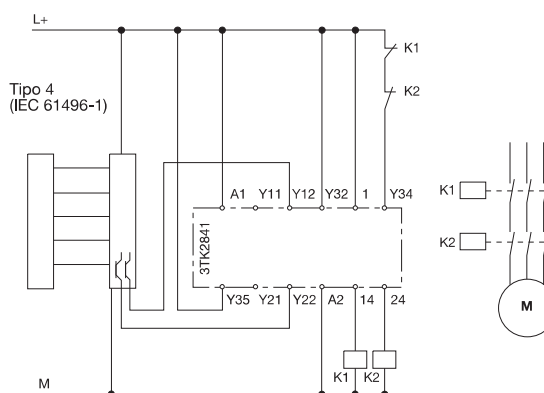 L+
K1
K2
Tipo 4
(IEC 61496-1)
A1 Y11 Y12 Y32 1 Y34
3TK2841
Y35 Y21 Y22 A2 14 24
K1 K2
M
K1
K2
M